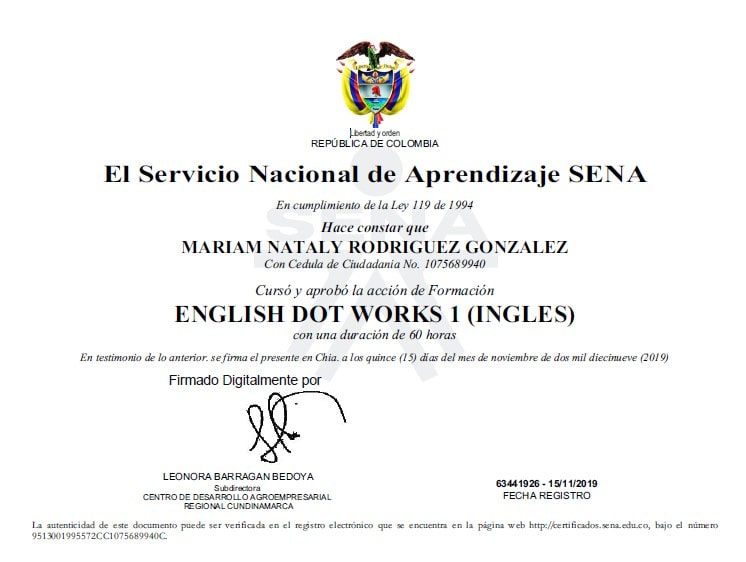 Libertad y orden
REPÚBLICA DE COLOMBIA
El Servicio Nacional de Aprendizaje SENA
En cumplimiento de la Ley 119 de 1994
SENA
Hace constar que
MARIAM NATALY RODRIGUEZ GONZALEZ
Con Cedula de Ciudadania No. 1075689940
Cursó y aprobó la acción de Formación
ENGLISH DOT WORKS 1 (INGLES)
con una duración de 60 horas
En testimonio de lo anterior. se firma el presente en Chia. a los quince (15) días del mes de noviembre de dos mil diecinueve (2019)
Firmado Digitalmente por
LEONORA BARRAGAN BEDOYA
Subdirectora
CENTRO DE DESARROLLO AGROEMPRESARIAL
REGIONAL CUNDINAMARCA
63441926 - 15/11/2019
FECHA REGISTRO
La autenticidad de este documento puede ser verificada en el registro electrónico que se encuentra en la página web http://certificados.sena.edu.co, bajo el número
9513001995572CC1075689940C.